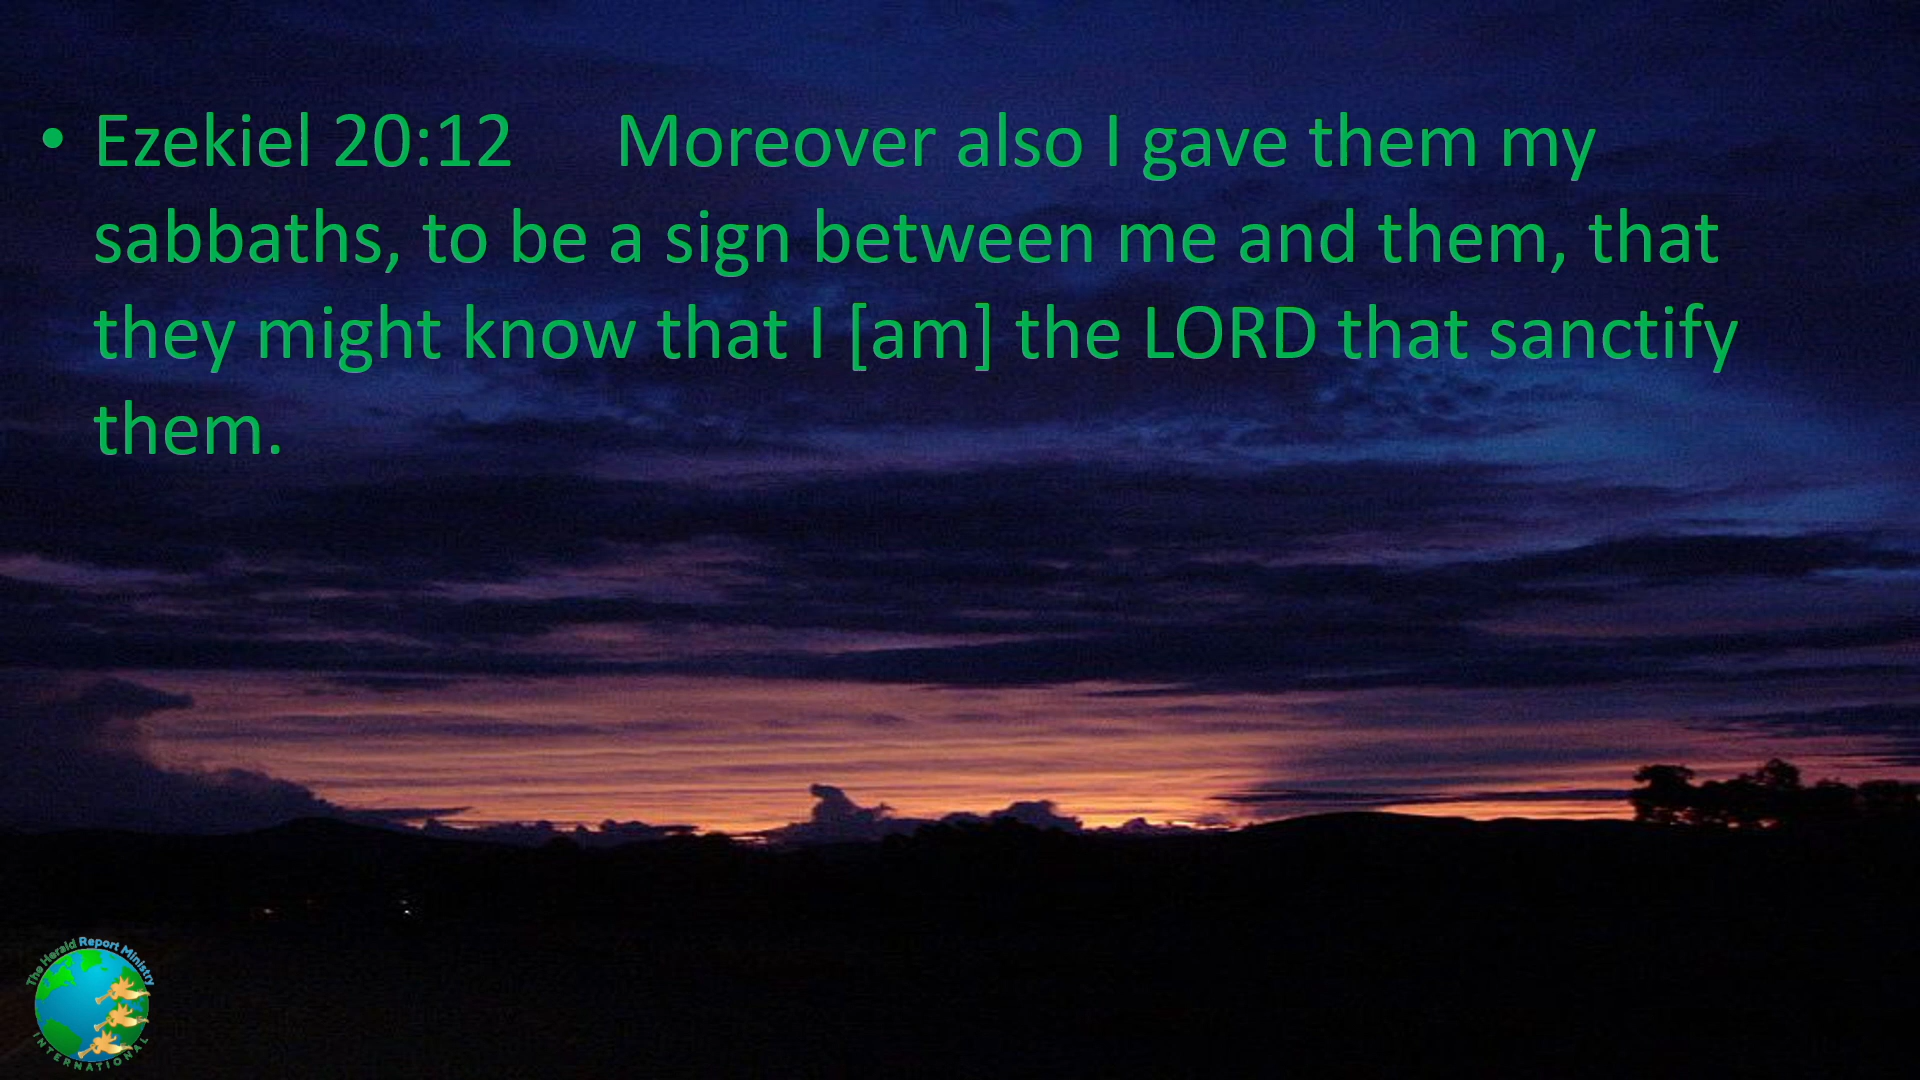 • Ezekiel 20:12 Moreover also I gave them my
sabbaths, to be a sign between me and them, that
they might know that I [am] the LORD that sanctify
them.
The Herald Report Ministry
INTERNATIONAL